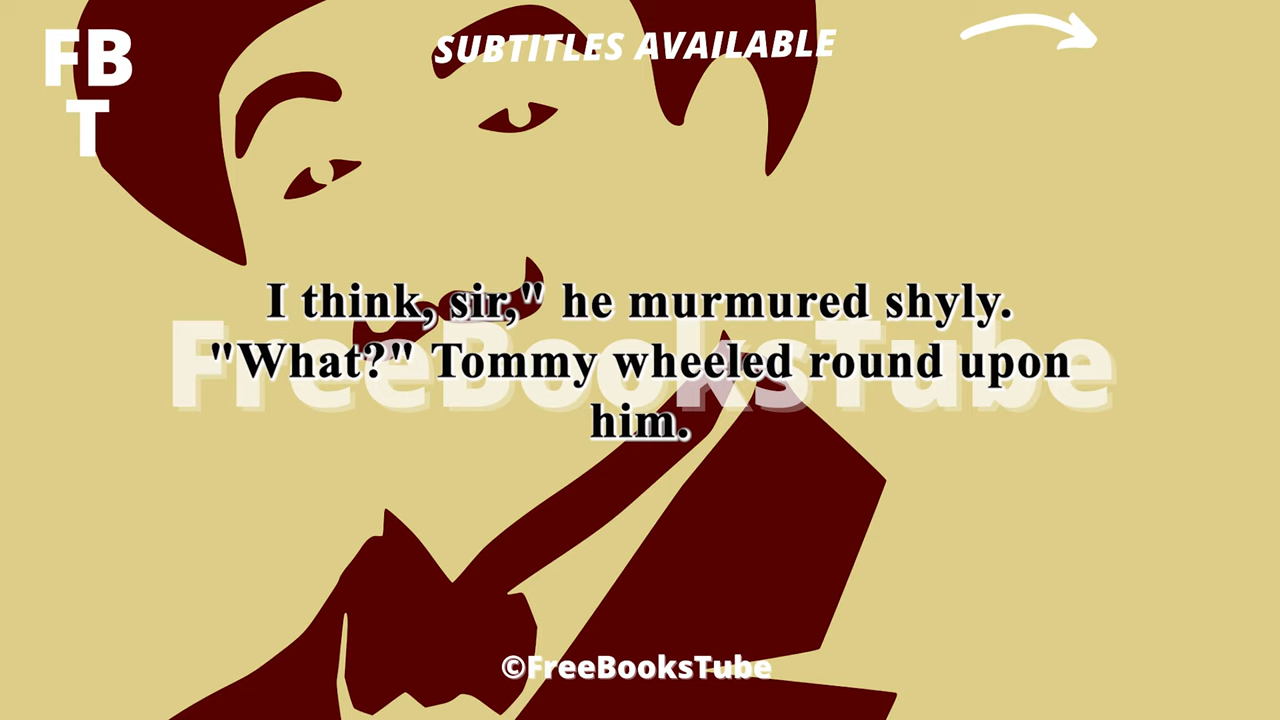 FB
T
SUBTITLES AVAILABLE
I think, sir," he murmured shyly.
"What?" Tommy wheeled round upon
him.
FreeBooksTube
©FreeBooksTube